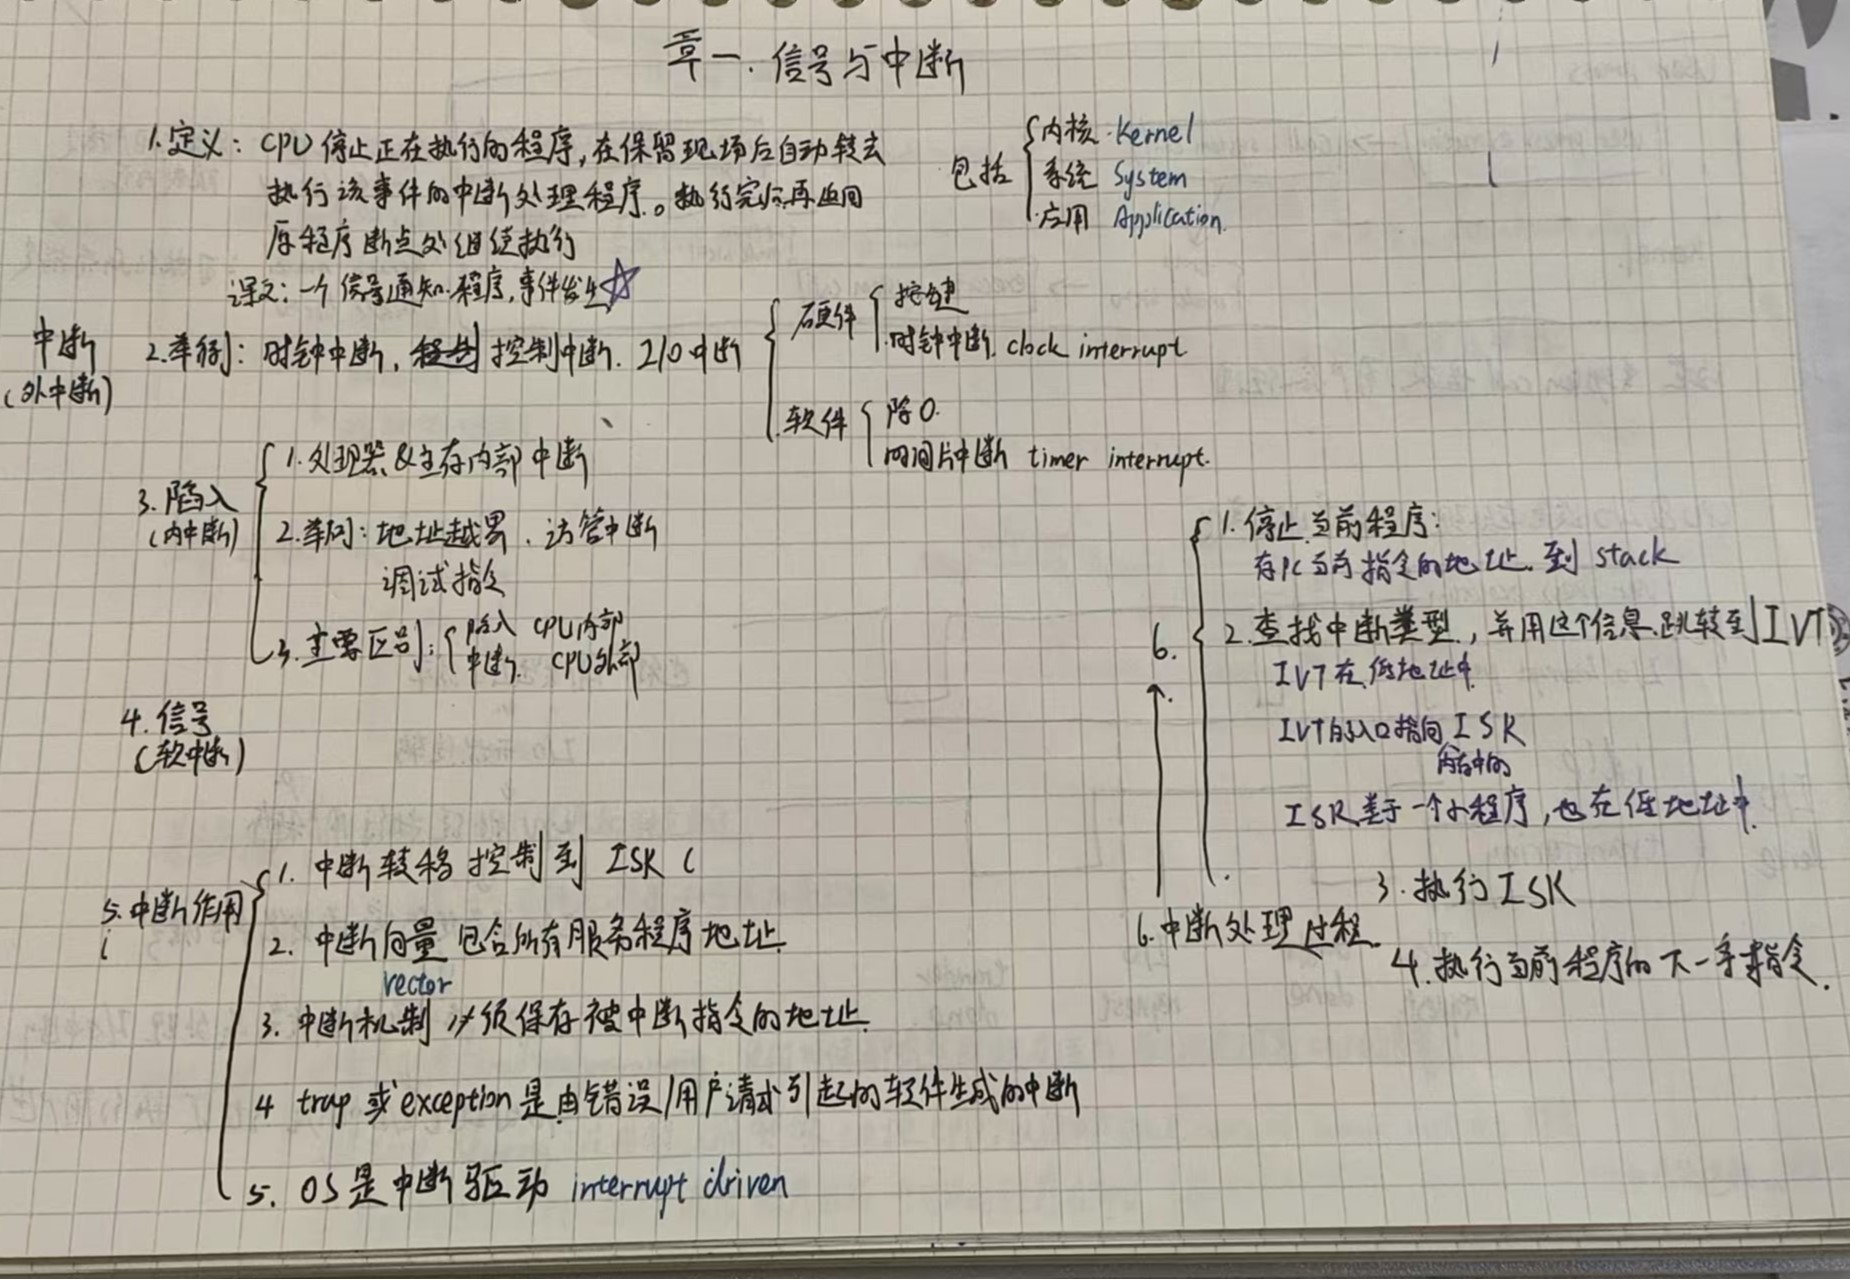 章一. 信号与中断
1.定义: CPU 停止正在执行的程序,在保留现场后自动转去
执行该事件的中断处理程序。执行完后再返回
原程序断点处继续执行
课文: 一个信号通知程序,事件发生☆
包括
内核 Kernel
系统 System
应用 Application
中断
(外中断)
2.举例: 时钟中断, 控制中断. I/O中断
硬件
按键
时钟中断. clock interrupt
软件
除0.
时间片中断 timer interrupt.
3.陷入
(内中断)
1.处理器&主存内部中断
2.举例: 地址越界. 访管中断
调试指令
3.主要区别:
陷入 CPU内部
中断. CPU外部
4.信号
(软中断)
5.中断作用
1. 中断转移控制到 ISR (
2. 中断向量 包含所有服务程序地址.
vector
3. 中断机制必须保存被中断指令的地址.
4 trap 或 exception 是由错误/用户请求引起的软件生成的中断
5. OS是中断驱动 interrupt driven
6.
1.停止当前程序:
存PC当前指令的地址.到 stack
2.查找中断类型,并用这个信息.跳转到IVT
IVT在低地址中
IVT的入口指向ISR
内存中的
ISR类于一个小程序,也在低地址中.
3.执行ISR
4.执行当前程序的下一条指令.
6.中断处理过程.